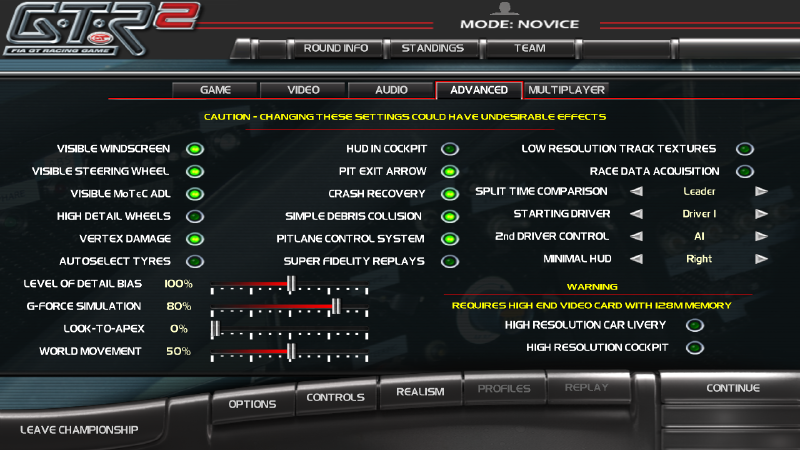 GTR2
FIA GT RACING GAME
MODE: NOVICE
ROUND INFO STANDINGS TEAM
GAME VIDEO AUDIO ADVANCED MULTIPLAYER
CAUTION - CHANGING THESE SETTINGS COULD HAVE UNDESIRABLE EFFECTS
VISIBLE WINDSCREEN HUD IN COCKPIT LOW RESOLUTION TRACK TEXTURES
VISIBLE STEERING WHEEL PIT EXIT ARROW RACE DATA ACQUISITION
VISIBLE MoTeC ADL CRASH RECOVERY SPLIT TIME COMPARISON Leader
HIGH DETAIL WHEELS SIMPLE DEBRIS COLLISION STARTING DRIVER Driver 1
VERTEX DAMAGE PITLANE CONTROL SYSTEM 2nd DRIVER CONTROL AI
AUTOSELECT TYRES SUPER FIDELITY REPLAYS MINIMAL HUD Right
LEVEL OF DETAIL BIAS 100% WARNING
G-FORCE SIMULATION 80% REQUIRES HIGH END VIDEO CARD WITH 128M MEMORY
LOOK-TO-APEX 0% HIGH RESOLUTION CAR LIVERY
WORLD MOVEMENT 50% HIGH RESOLUTION COCKPIT
OPTIONS CONTROLS REALISM PROFILES REPLAY CONTINUE
LEAVE CHAMPIONSHIP